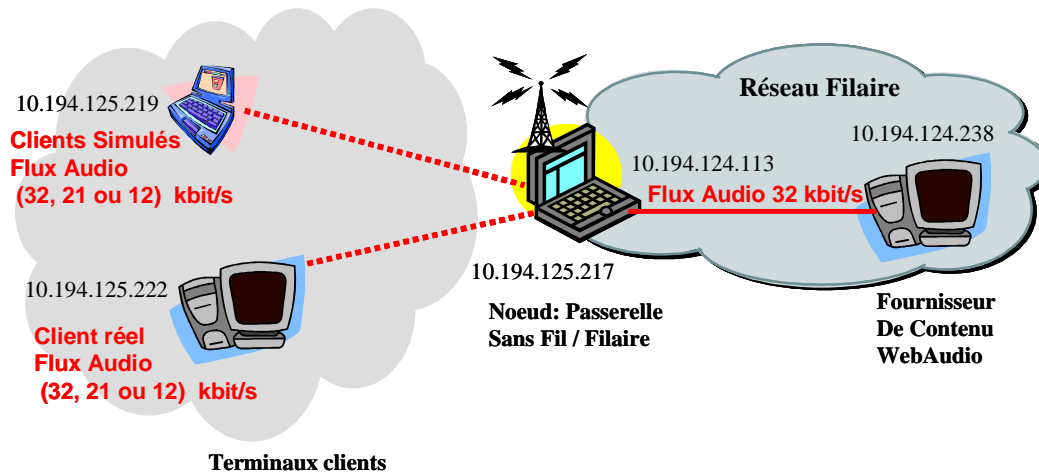 10.194.125.219
Clients Simulés
Flux Audio
(32, 21 ou 12) kbit/s
10.194.125.222
Client réel
Flux Audio
(32, 21 ou 12) kbit/s
Terminaux clients
10.194.125.217
Noeud: Passerelle
Sans Fil / Filaire
Réseau Filaire
10.194.124.113
Flux Audio 32 kbit/s
10.194.124.238
Fournisseur
De Contenu
WebAudio